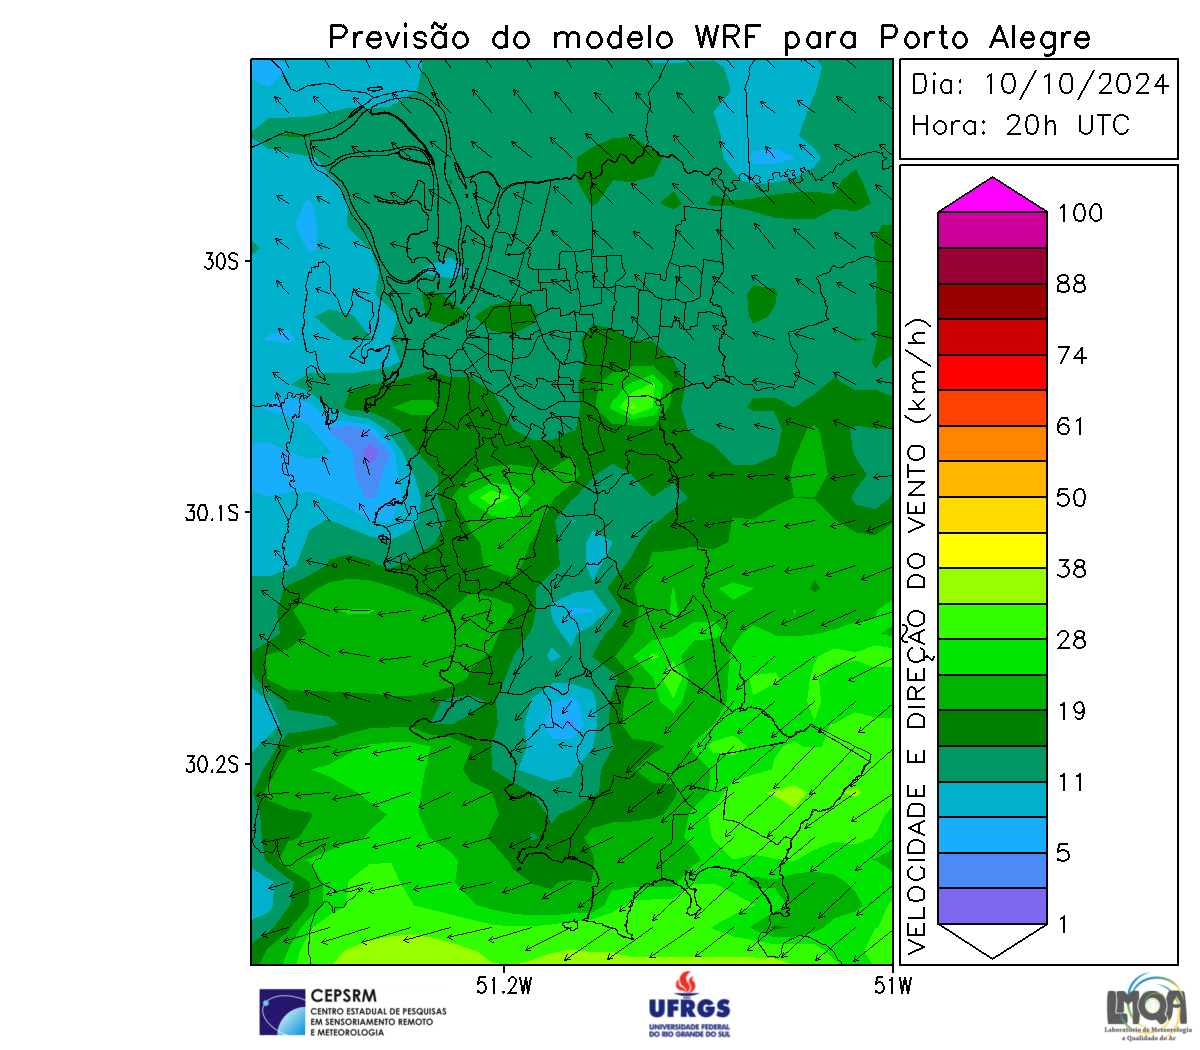 Previsão do modelo WRF para Porto Alegre
Dia: 10/10/2024
Hora: 20h UTC
100
88
74
61
50
38
28
19
11
5
1
VELOCIDADE E DIREÇÃO DO VENTO (km/h)
30S
30.1S
30.2S
51.2W
51W
CEPSRM
CENTRO ESTADUAL DE PESQUISAS
EM SENSORIAMENTO REMOTO
E METEOROLOGIA
UFRGS
UNIVERSIDADE FEDERAL
DO RIO GRANDE DO SUL
LMQA
Laboratório de Meteorologia
e Qualidade do Ar